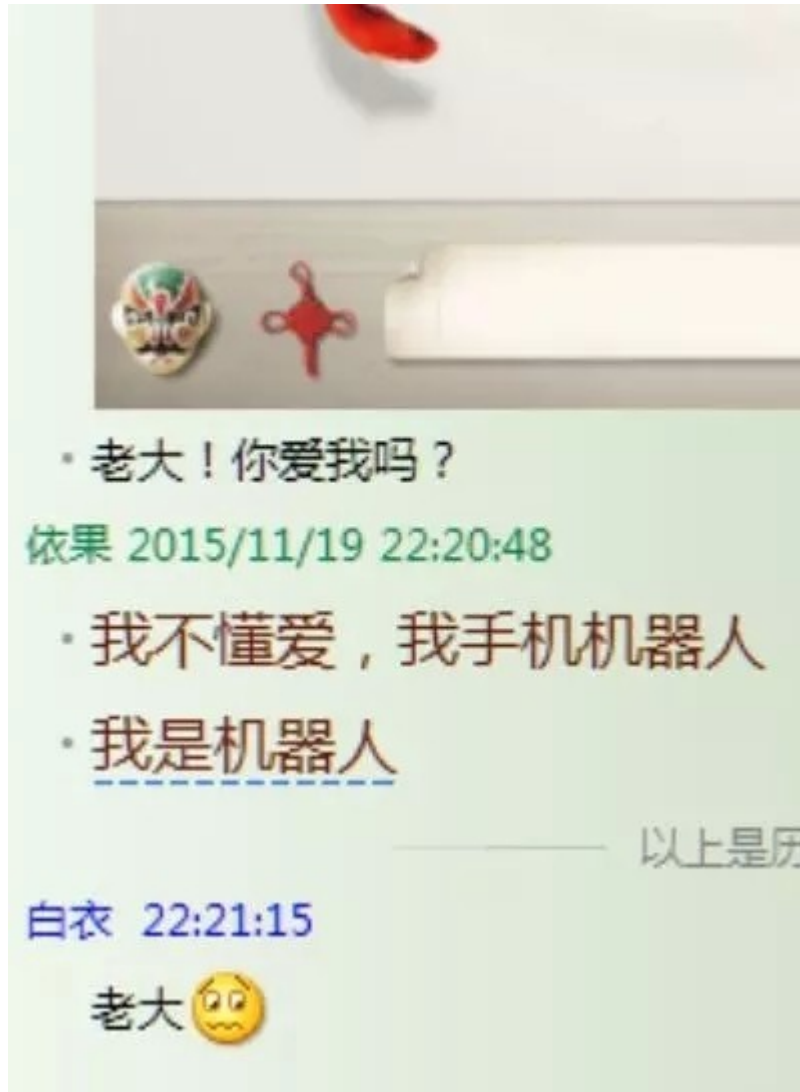 老大！你爱我吗？
依果 2015/11/19 22:20:48
我不懂爱，我手机机器人
我是机器人
以上是历
白衣 22:21:15
老大